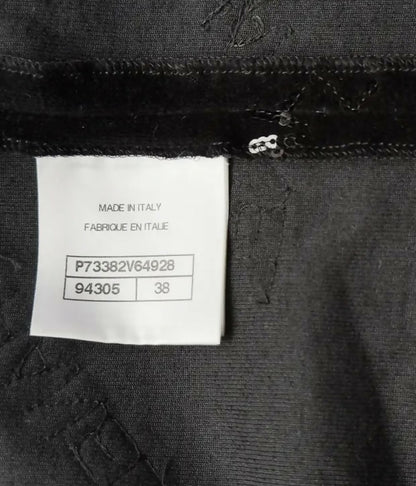 MADE IN ITALY
FABRIQUE EN ITALIE
P73382V64928
94305 38